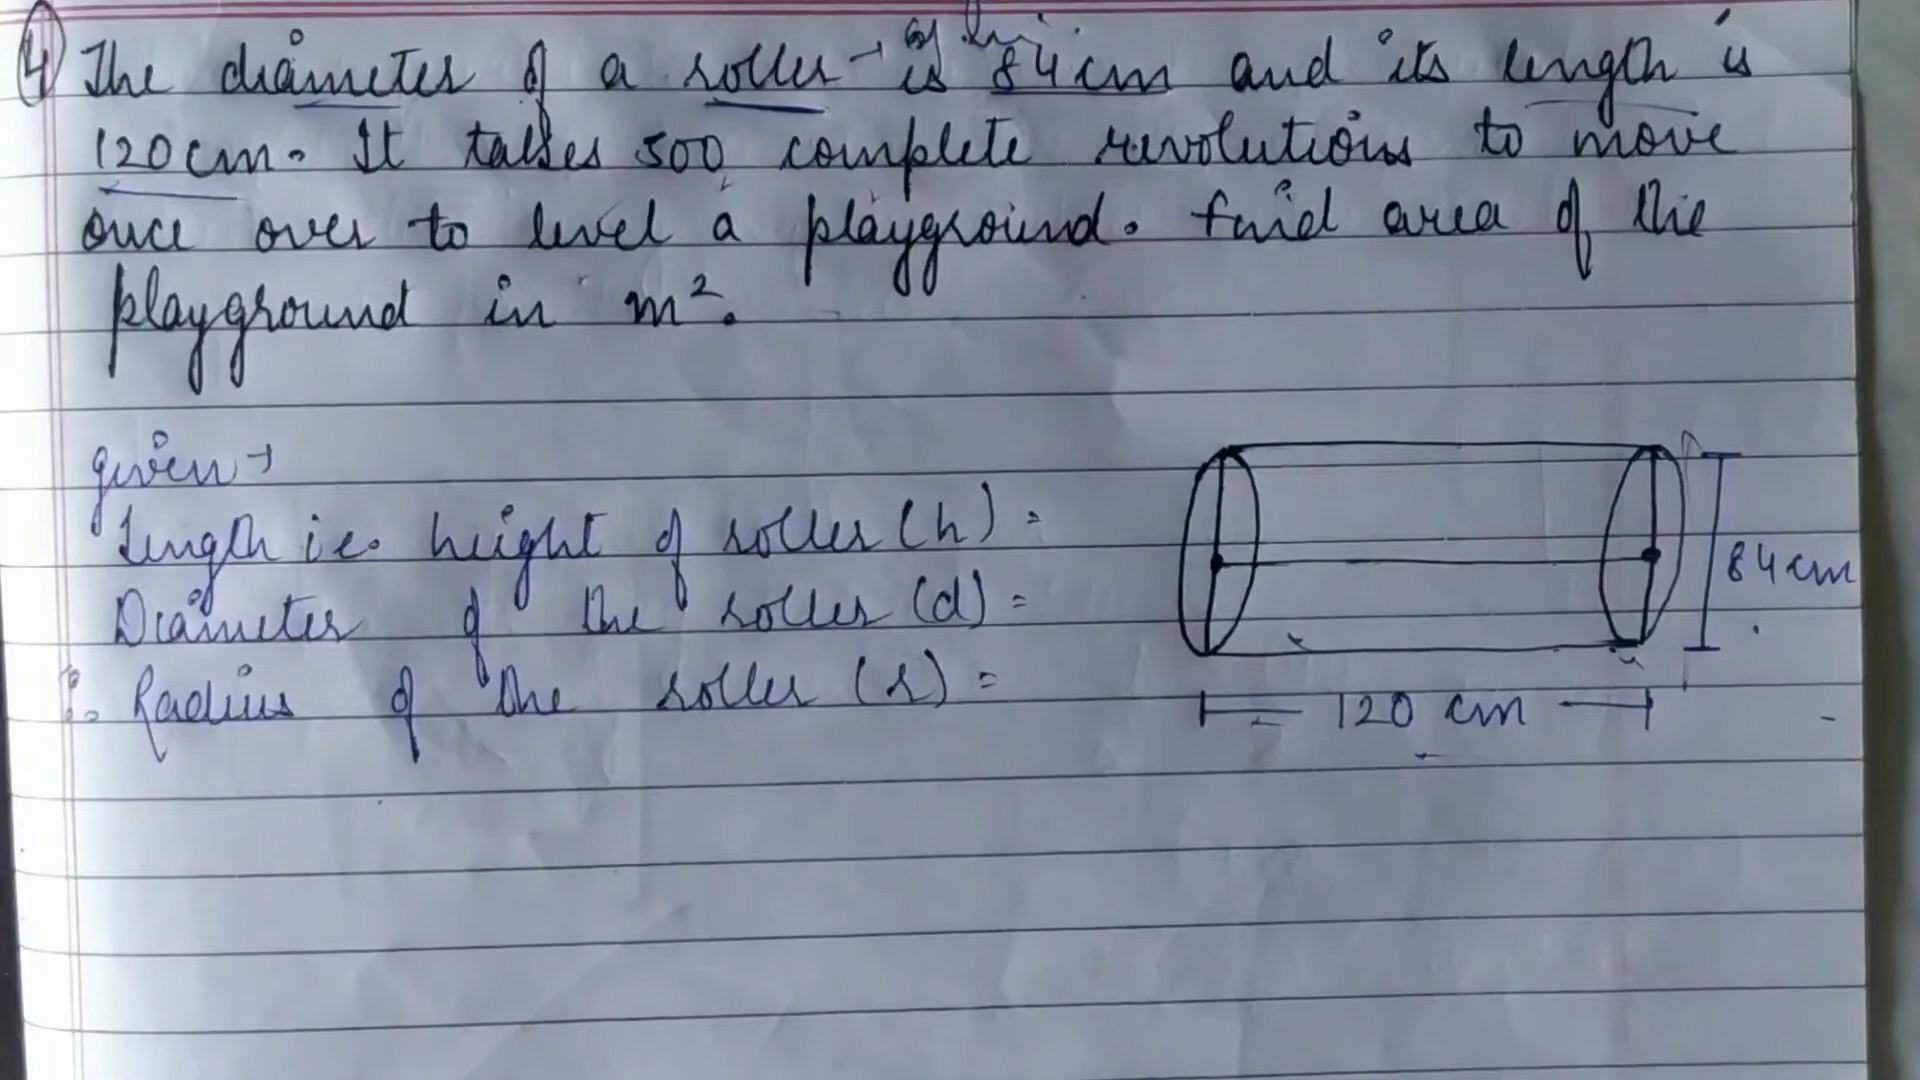 4 The diameter of a roller is 84 cm and its length is
120 cm. It takes 500 complete revolutions to move
once over to level a playground. find area of the
playground in m².
given →
Length i.e. height of roller (h) =
Diameter of the roller (d) =
∴ Radius of the roller (r) =
84 cm
120 cm